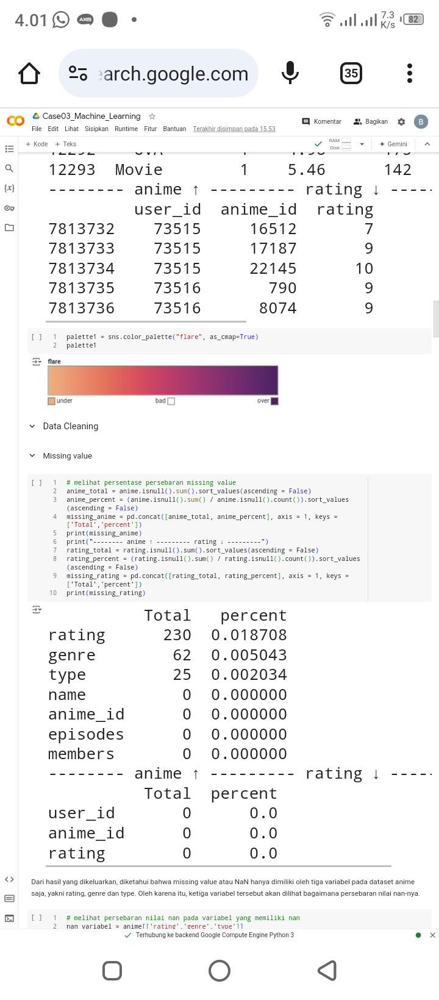 4.01
7.3 K/s
82
earch.google.com
35
Case03_Machine_Learning
Komentar
Bagikan
B
File Edit Lihat Sisipkan Runtime Fitur Bantuan Terakhir disimpan pada 15.53
+ Kode + Teks
RAM
Disk
Gemini
12293 Movie 1 5.46 142
-------- anime ↑ --------- rating ↓ -----
user_id anime_id rating
7813732 73515 16512 7
7813733 73515 17187 9
7813734 73515 22145 10
7813735 73516 790 9
7813736 73516 8074 9
[ ] 1 palette1 = sns.color_palette("flare", as_cmap=True)
2 palette1
flare
under bad over
Data Cleaning
Missing value
[ ] 1 # melihat persentase persebaran missing value
2 anime_total = anime.isnull().sum().sort_values(ascending = False)
3 anime_percent = (anime.isnull().sum() / anime.isnull().count()).sort_values
(ascending = False)
4 missing_anime = pd.concat([anime_total, anime_percent], axis = 1, keys =
['Total','percent'])
5 print(missing_anime)
6 print("-------- anime ↑ --------- rating ↓ ---------")
7 rating_total = rating.isnull().sum().sort_values(ascending = False)
8 rating_percent = (rating.isnull().sum() / rating.isnull().count()).sort_values
(ascending = False)
9 missing_rating = pd.concat([rating_total, rating_percent], axis = 1, keys =
['Total','percent'])
10 print(missing_rating)
Total percent
rating 230 0.018708
genre 62 0.005043
type 25 0.002034
name 0 0.000000
anime_id 0 0.000000
episodes 0 0.000000
members 0 0.000000
-------- anime ↑ --------- rating ↓ -----
Total percent
user_id 0 0.0
anime_id 0 0.0
rating 0 0.0
Dari hasil yang dikeluarkan, diketahui bahwa missing value atau NaN hanya dimiliki oleh tiga variabel pada dataset anime
saja, yakni rating, genre dan type. Oleh karena itu, ketiga variabel tersebut akan dilihat bagaimana persebaran nilai nan-nya.
[ ] 1 # melihat persebaran nilai nan pada variabel yang memiliki nan
2 nan_variabel = anime[['rating','genre','type']]
Terhubung ke backend Google Compute Engine Python 3